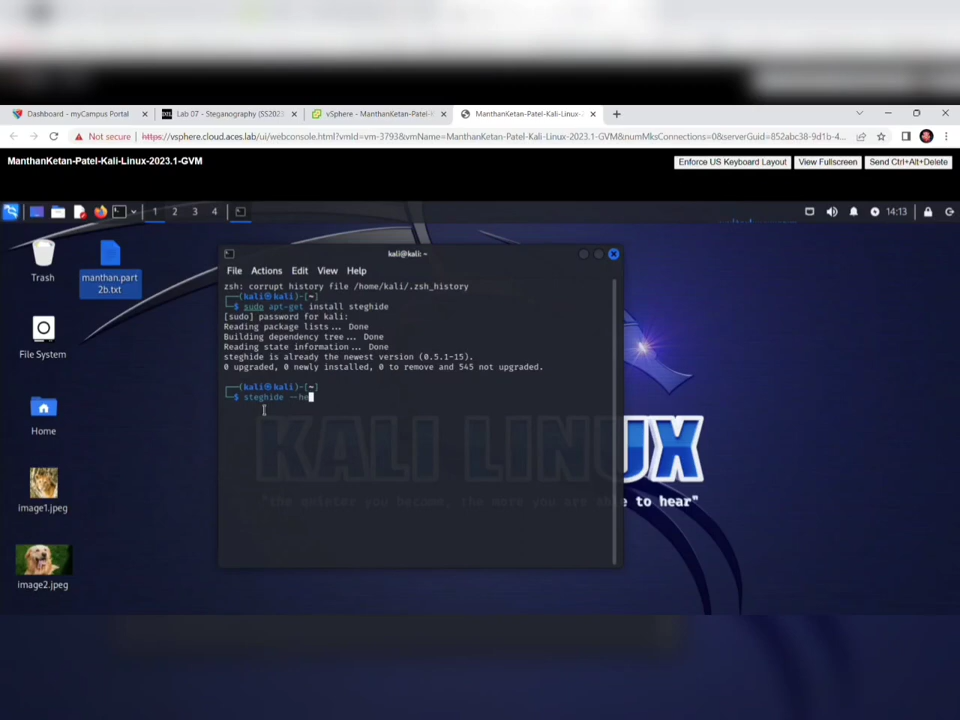 Dashboard - myCampus Portal
Lab 07 - Steganography (SS2023
vSphere - ManthanKetan-Patel-K
ManthanKetan-Patel-Kali-Linux-2
Not secure
https://vsphere.cloud.aces.lab/ui/webconsole.html?vmId=vm-3793&vmName=ManthanKetan-Patel-Kali-Linux-2023.1-GVM&numMksConnections=0&serverGuid=852abc38-9d1b-4...
ManthanKetan-Patel-Kali-Linux-2023.1-GVM
Enforce US Keyboard Layout
View Fullscreen
Send Ctrl+Alt+Delete
1 2 3 4
14:13
Trash
manthan.part
2b.txt
File System
Home
image1.jpeg
image2.jpeg
kali@kali: ~
File Actions Edit View Help
zsh: corrupt history file /home/kali/.zsh_history
┌──(kali㉿kali)-[~]
└─$ sudo apt-get install steghide
[sudo] password for kali:
Reading package lists... Done
Building dependency tree... Done
Reading state information... Done
steghide is already the newest version (0.5.1-15).
0 upgraded, 0 newly installed, 0 to remove and 545 not upgraded.
┌──(kali㉿kali)-[~]
└─$ steghide --he
KALI LINUX
"the quieter you become, the more you are able to hear"